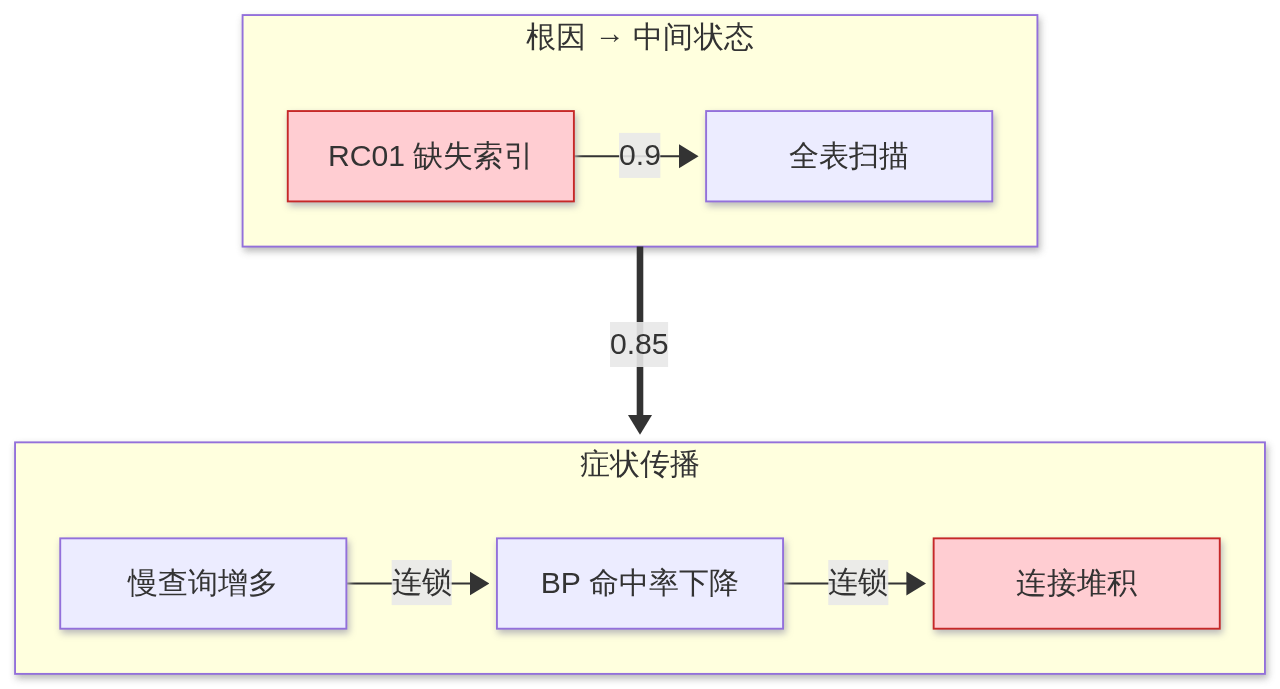 根因 → 中间状态
RC01 缺失索引
0.9
全表扫描
0.85
症状传播
慢查询增多
连锁
BP 命中率下降
连锁
连接堆积